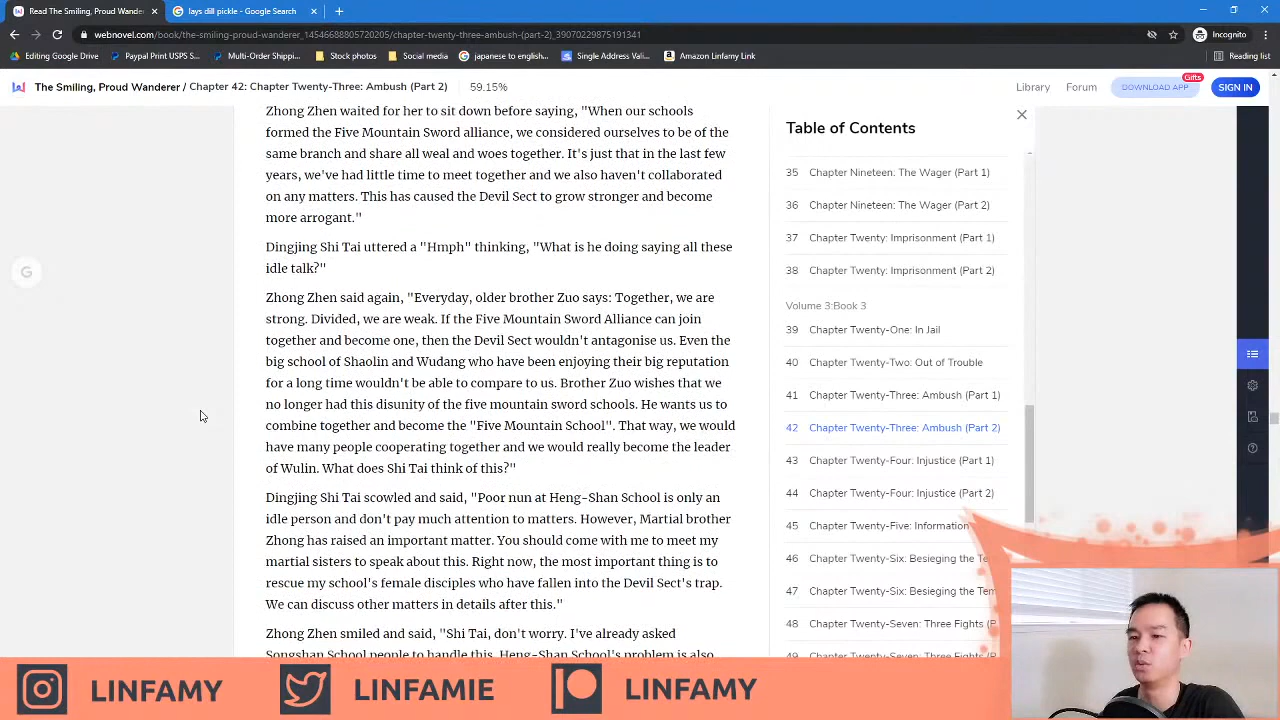 Read The Smiling, Proud Wande
lays dill pickle - Google Search
webnovel.com/book/the-smiling-proud-wanderer_14546688805720205/chapter-twenty-three-ambush-(part-2)_39070229875191341
Incognito
Editing Google Drive
Paypal Print USPS S...
Multi-Order Shippi...
Stock photos
Social media
japanese to english...
Single Address Vali...
Amazon Linfamy Link
Reading list
The Smiling, Proud Wanderer / Chapter 42: Chapter Twenty-Three: Ambush (Part 2)
59.15%
Library
Forum
DOWNLOAD APP
Gifts
SIGN IN
Zhong Zhen waited for her to sit down before saying, "When our schools
formed the Five Mountain Sword alliance, we considered ourselves to be of the
same branch and share all weal and woes together. It's just that in the last few
years, we've had little time to meet together and we also haven't collaborated
on any matters. This has caused the Devil Sect to grow stronger and become
more arrogant."
Dingjing Shi Tai uttered a "Hmph" thinking, "What is he doing saying all these
idle talk?"
Zhong Zhen said again, "Everyday, older brother Zuo says: Together, we are
strong. Divided, we are weak. If the Five Mountain Sword Alliance can join
together and become one, then the Devil Sect wouldn't antagonise us. Even the
big school of Shaolin and Wudang who have been enjoying their big reputation
for a long time wouldn't be able to compare to us. Brother Zuo wishes that we
no longer had this disunity of the five mountain sword schools. He wants us to
combine together and become the "Five Mountain School". That way, we would
have many people cooperating together and we would really become the leader
of Wulin. What does Shi Tai think of this?"
Dingjing Shi Tai scowled and said, "Poor nun at Heng-Shan School is only an
idle person and don't pay much attention to matters. However, Martial brother
Zhong has raised an important matter. You should come with me to meet my
martial sisters to speak about this. Right now, the most important thing is to
rescue my school's female disciples who have fallen into the Devil Sect's trap.
We can discuss other matters in details after this."
Zhong Zhen smiled and said, "Shi Tai, don't worry. I've already asked
Songshan School people to handle this. Heng-Shan School's problem is also
Table of Contents
35 Chapter Nineteen: The Wager (Part 1)
36 Chapter Nineteen: The Wager (Part 2)
37 Chapter Twenty: Imprisonment (Part 1)
38 Chapter Twenty: Imprisonment (Part 2)
Volume 3:Book 3
39 Chapter Twenty-One: In Jail
40 Chapter Twenty-Two: Out of Trouble
41 Chapter Twenty-Three: Ambush (Part 1)
42 Chapter Twenty-Three: Ambush (Part 2)
43 Chapter Twenty-Four: Injustice (Part 1)
44 Chapter Twenty-Four: Injustice (Part 2)
45 Chapter Twenty-Five: Information
46 Chapter Twenty-Six: Besieging the Te
47 Chapter Twenty-Six: Besieging the Tem
48 Chapter Twenty-Seven: Three Fights (P
49 Chapter Twenty-Seven: Three Fights (P
LINFAMY
LINFAMIE
LINFAMY